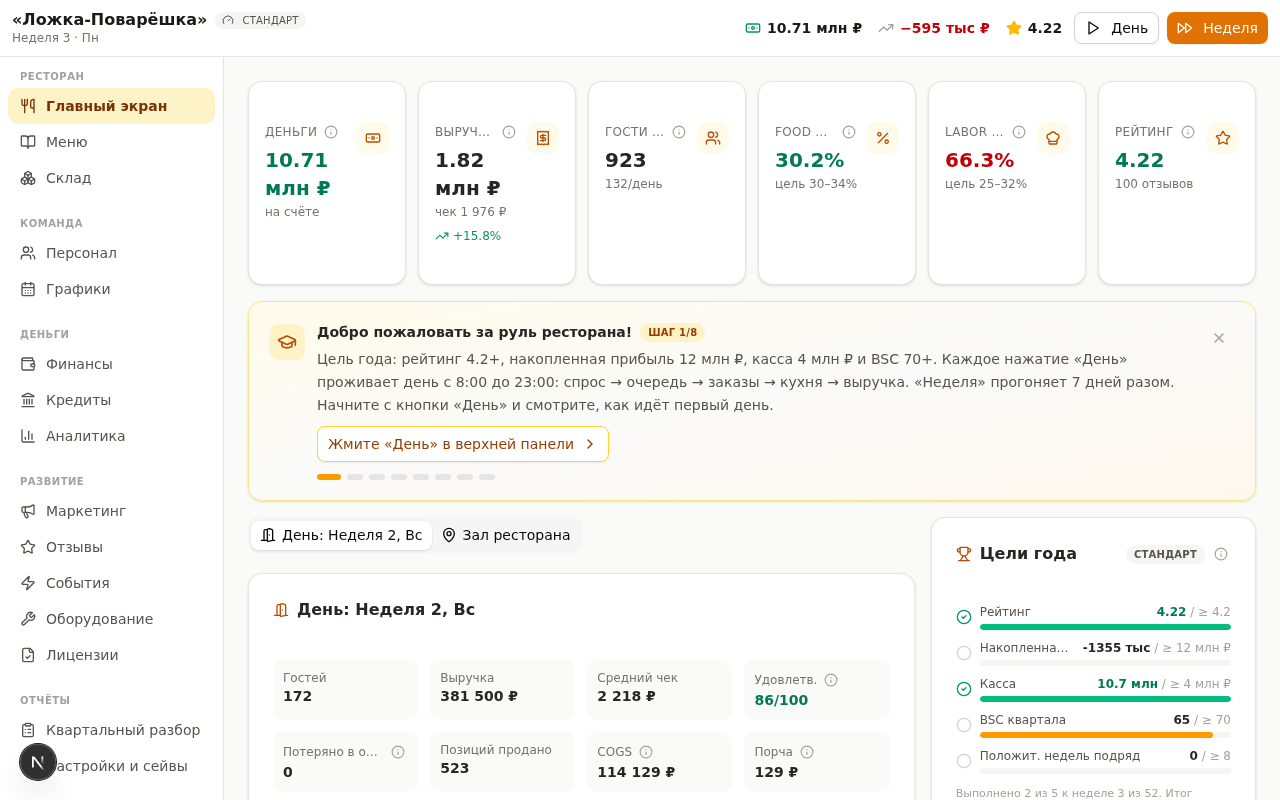 «Ложка-Поварёшка»
СТАНДАРТ
Неделя 3 · Пн
10.71 млн ₽
−595 тыс ₽
4.22
День
Неделя
РЕСТОРАН
Главный экран
Меню
Склад
КОМАНДА
Персонал
Графики
ДЕНЬГИ
Финансы
Кредиты
Аналитика
РАЗВИТИЕ
Маркетинг
Отзывы
События
Оборудование
Лицензии
ОТЧЁТЫ
Квартальный разбор
астройки и сейвы
N
ДЕНЬГИ
10.71
млн ₽
на счёте
ВЫРУЧ...
1.82
млн ₽
чек 1 976 ₽
+15.8%
ГОСТИ ...
923
132/день
FOOD ...
30.2%
цель 30–34%
LABOR ...
66.3%
цель 25–32%
РЕЙТИНГ
4.22
100 отзывов
Добро пожаловать за руль ресторана!
ШАГ 1/8
Цель года: рейтинг 4.2+, накопленная прибыль 12 млн ₽, касса 4 млн ₽ и BSC 70+. Каждое нажатие «День»
проживает день с 8:00 до 23:00: спрос → очередь → заказы → кухня → выручка. «Неделя» прогоняет 7 дней разом.
Начните с кнопки «День» и смотрите, как идёт первый день.
Жмите «День» в верхней панели
День: Неделя 2, Вс
Зал ресторана
День: Неделя 2, Вс
Гостей
172
Выручка
381 500 ₽
Средний чек
2 218 ₽
Удовлетв.
86/100
Потеряно в о...
0
Позиций продано
523
COGS
114 129 ₽
Порча
129 ₽
Цели года
СТАНДАРТ
Рейтинг
4.22 / ≥ 4.2
Накопленна...
-1355 тыс / ≥ 12 млн ₽
Касса
10.7 млн / ≥ 4 млн ₽
BSC квартала
65 / ≥ 70
Положит. недель подряд
0 / ≥ 8
Выполнено 2 из 5 к неделе 3 из 52. Итог